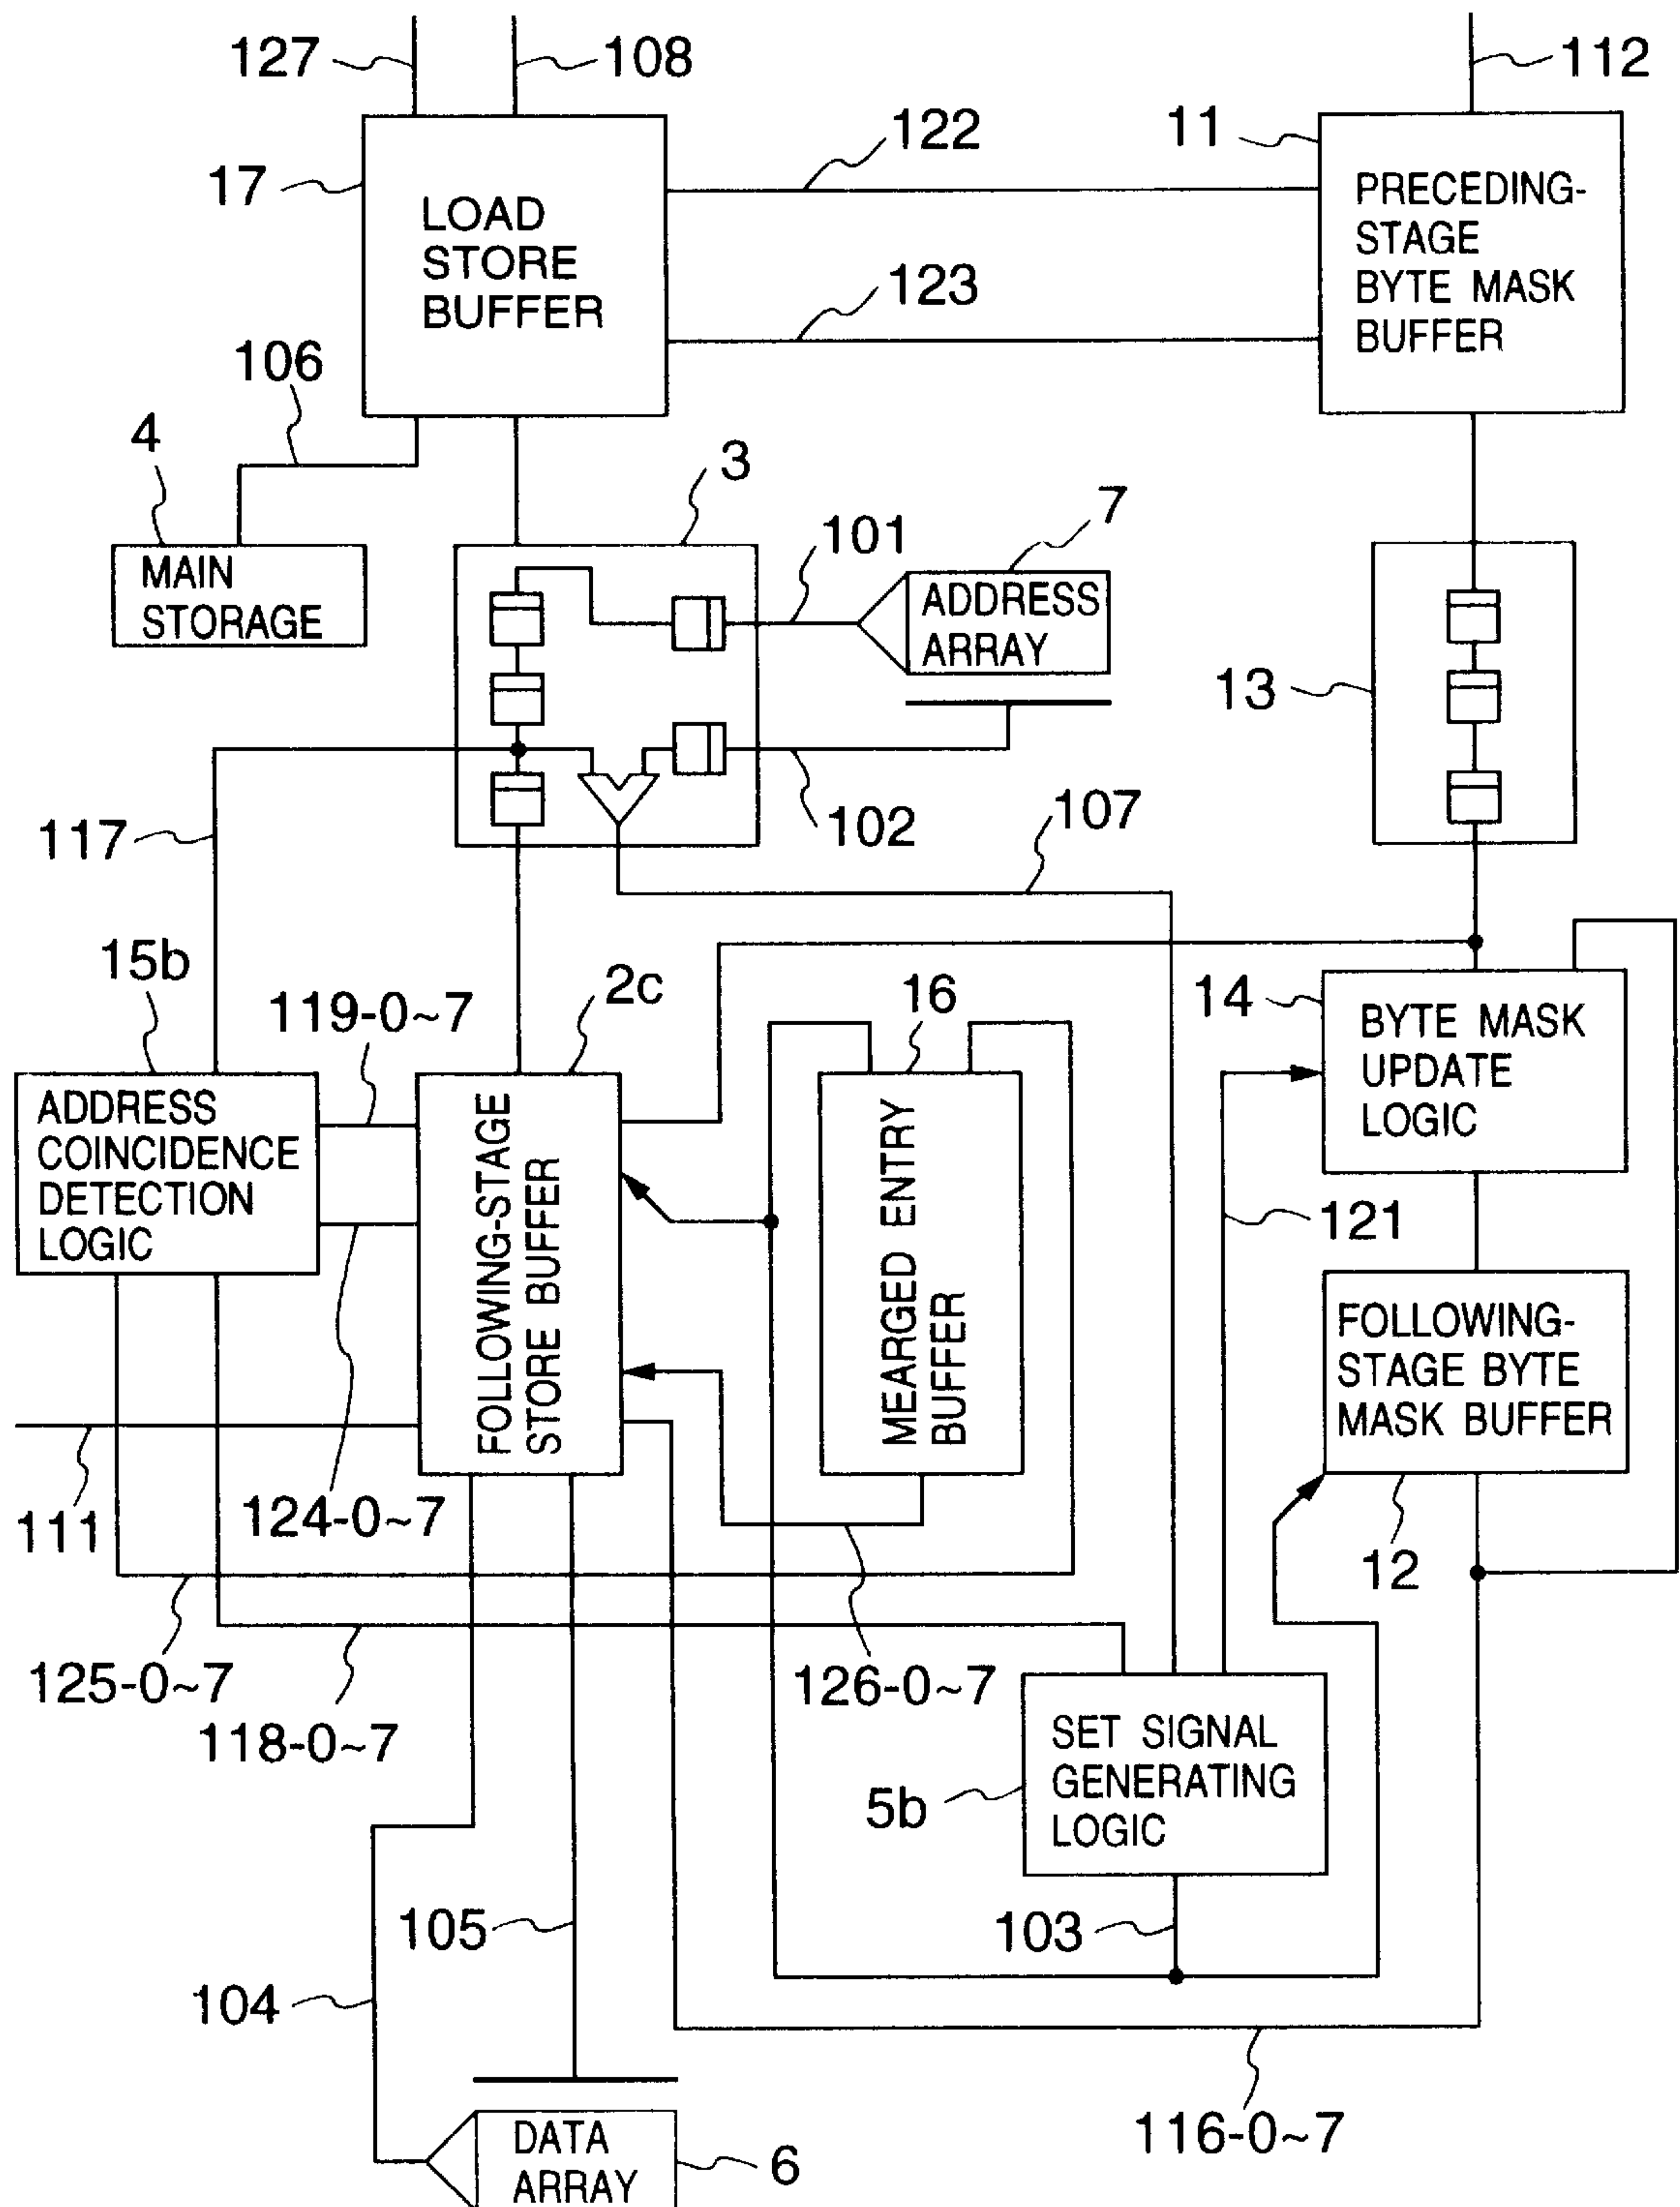 127
108
112
122
11
17
LOAD
STORE
BUFFER
PRECEDING-
STAGE
BYTE MASK
BUFFER
123
106
4
3
7
101
MAIN
STORAGE
ADDRESS
ARRAY
13
102
107
117
15b
2c
16
14
119-0~7
BYTE MASK
UPDATE
LOGIC
ADDRESS
COINCIDENCE
DETECTION
LOGIC
FOLLOWING-STAGE
STORE BUFFER
MEARGED ENTRY
BUFFER
121
FOLLOWING-
STAGE BYTE
MASK BUFFER
111
124-0~7
12
125-0~7
126-0~7
118-0~7
SET SIGNAL
GENERATING
LOGIC
5b
105
103
104
116-0~7
DATA
ARRAY
6